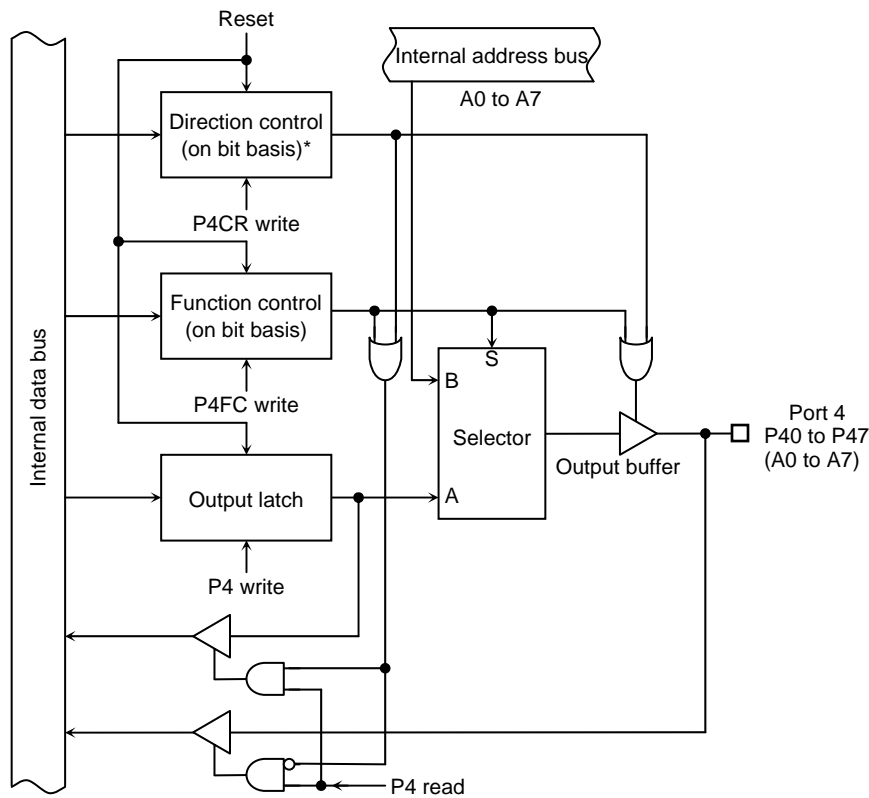 Reset
Internal address bus
A0 to A7
Direction control
(on bit basis)*
P4CR write
Function control
(on bit basis)
P4FC write
Internal data bus
S
B
Selector
A
Output buffer
Port 4
P40 to P47
(A0 to A7)
Output latch
P4 write
P4 read